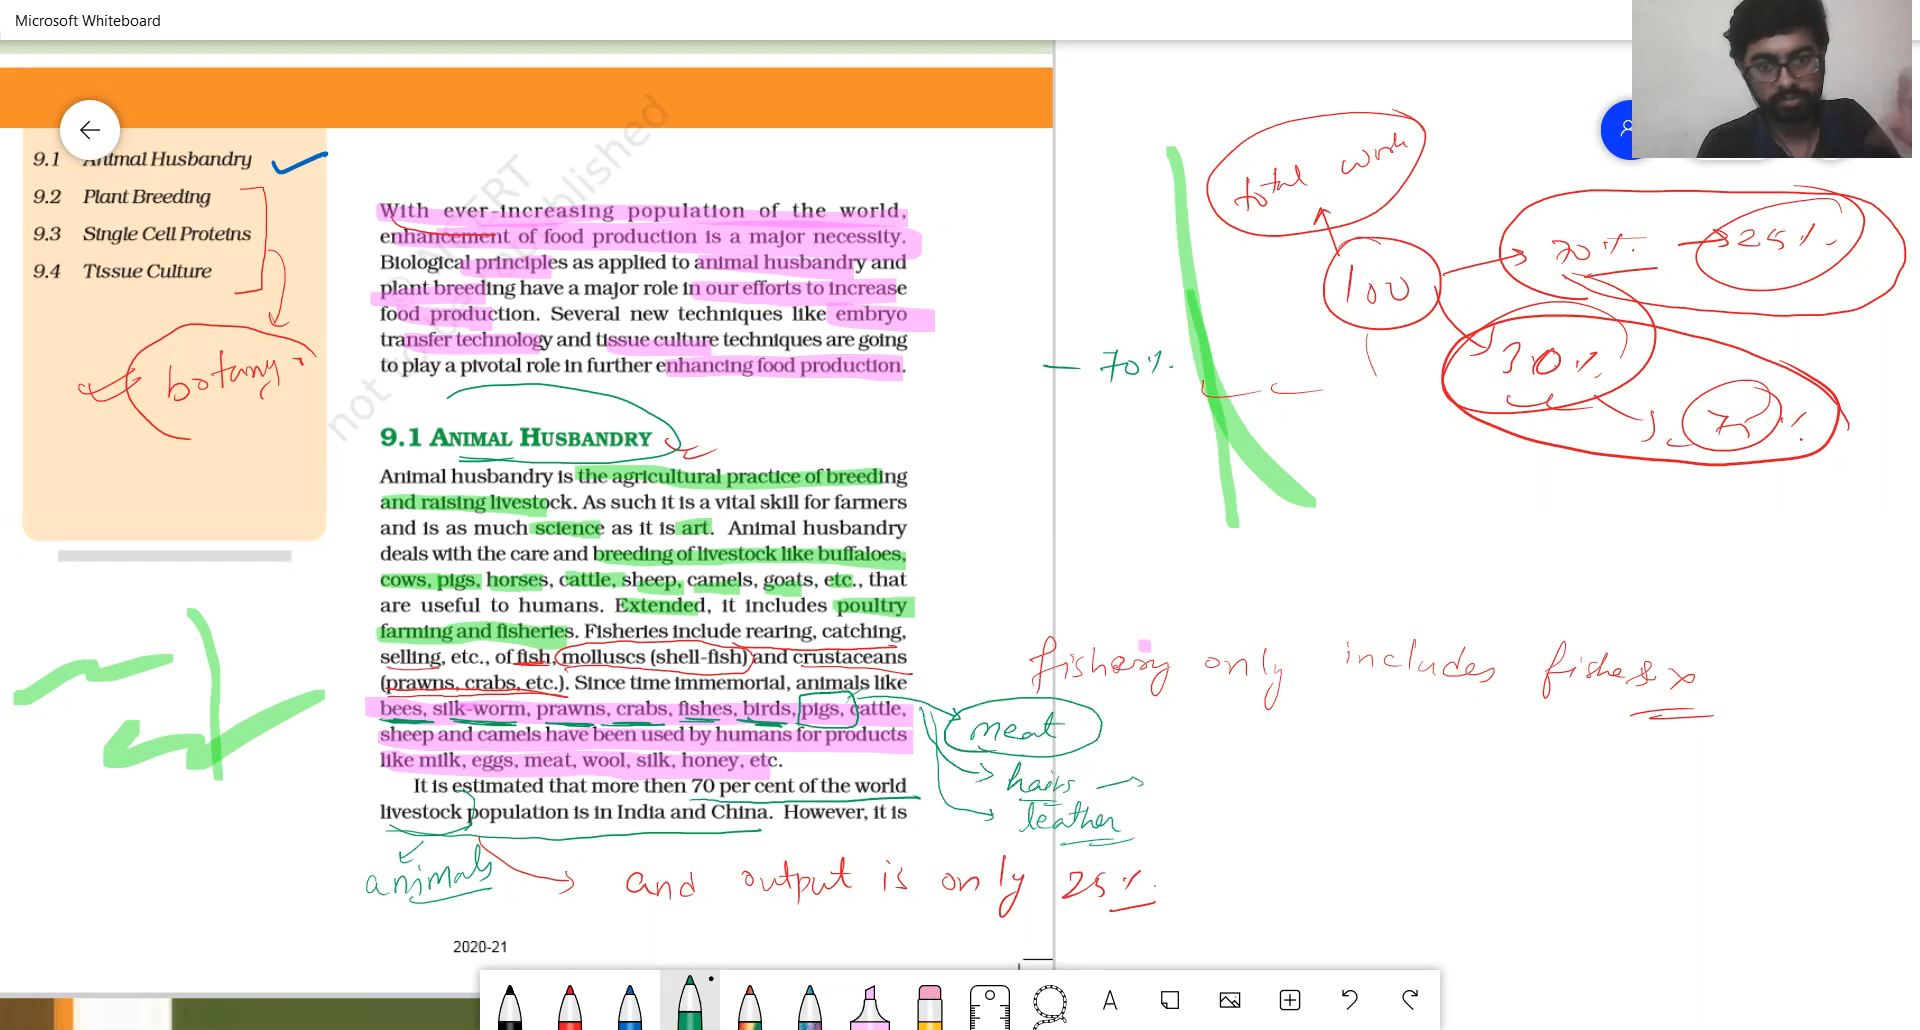 Microsoft Whiteboard
9.1 Animal Husbandry
9.2 Plant Breeding
9.3 Single Cell Proteins
9.4 Tissue Culture
botany
With ever-increasing population of the world,
enhancement of food production is a major necessity.
Biological principles as applied to animal husbandry and
plant breeding have a major role in our efforts to increase
food production. Several new techniques like embryo
transfer technology and tissue culture techniques are going
to play a pivotal role in further enhancing food production.
9.1 ANIMAL HUSBANDRY
Animal husbandry is the agricultural practice of breeding
and raising livestock. As such it is a vital skill for farmers
and is as much science as it is art. Animal husbandry
deals with the care and breeding of livestock like buffaloes,
cows, pigs, horses, cattle, sheep, camels, goats, etc., that
are useful to humans. Extended, it includes poultry
farming and fisheries. Fisheries include rearing, catching,
selling, etc., of fish, molluscs (shell-fish) and crustaceans
(prawns, crabs, etc.). Since time immemorial, animals like
bees, silk-worm, prawns, crabs, fishes, birds, pigs, cattle,
sheep and camels have been used by humans for products
like milk, eggs, meat, wool, silk, honey, etc.
It is estimated that more then 70 per cent of the world
livestock population is in India and China. However, it is
animals
and output is only 25%.
2020-21
not published
total work
100
70%. 25%.
30%.
70%.
fishery only includes fishes x
meat
hairs
leather